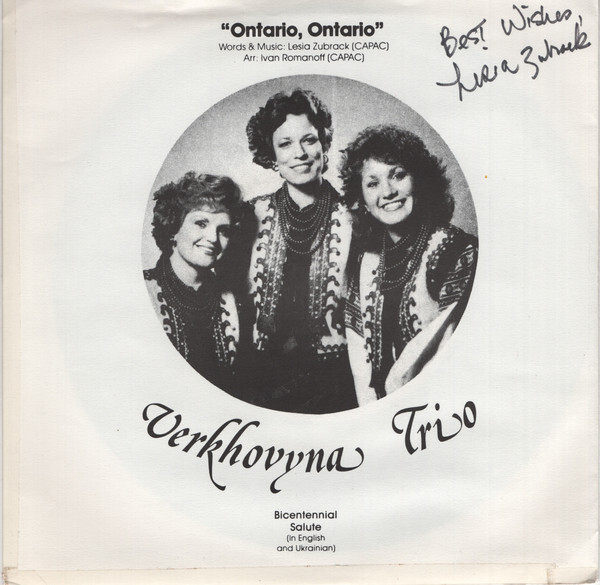 "Ontario, Ontario"
Words & Music: Lesia Zubrack (CAPAC)
Arr: Ivan Romanoff (CAPAC)
Best Wishes,
Lesia Zubrack
Verkhovyna Trio
Bicentennial
Salute
(In English
and Ukrainian)